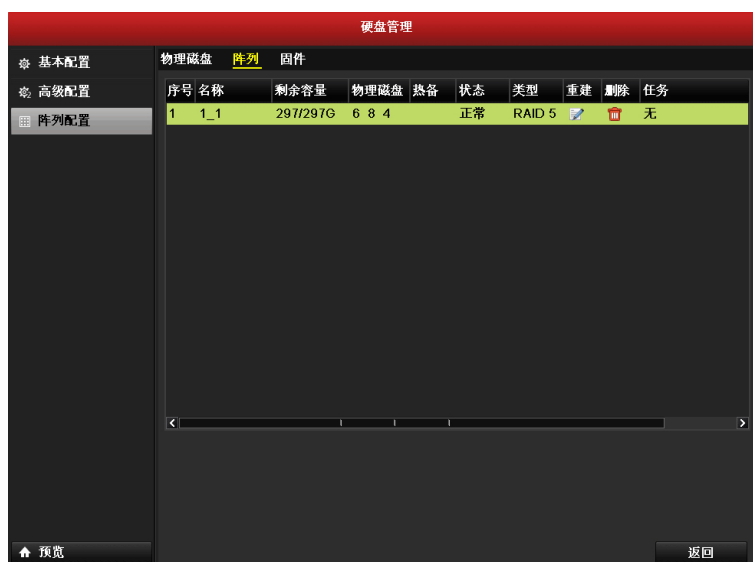 硬盘管理
基本配置
高级配置
阵列配置
物理磁盘 阵列 固件
序号 名称 剩余容量 物理磁盘 热备 状态 类型 重建 删除 任务
1 1_1 297/297G 6 8 4 正常 RAID 5 无
预览
返回